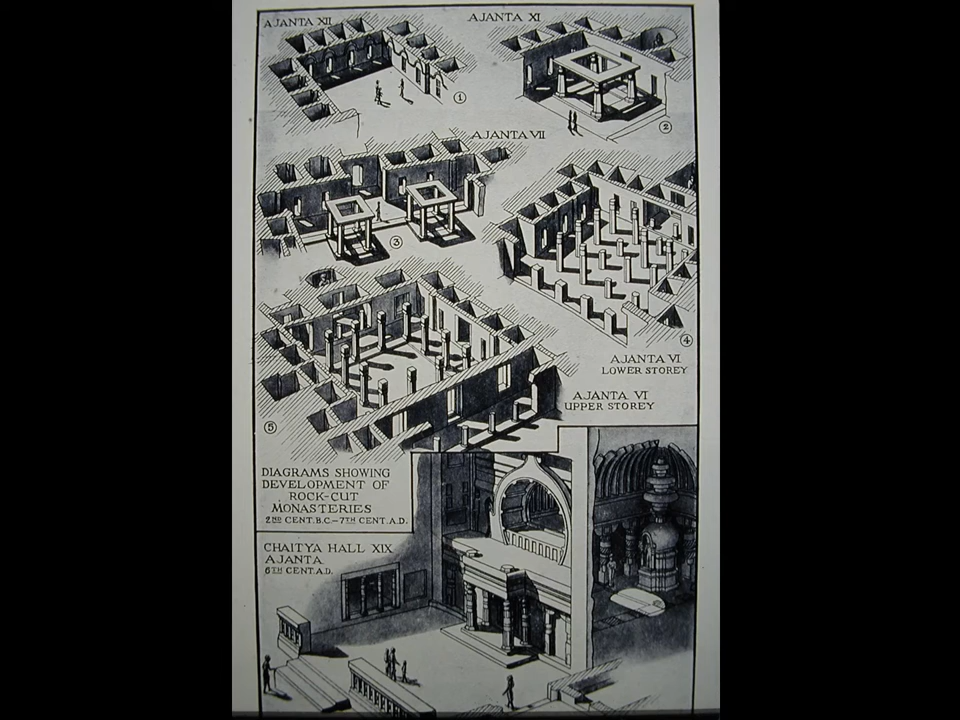 AJANTA XII
AJANTA XI
1
2
AJANTA VII
3
4
AJANTA VI
LOWER STOREY
AJANTA VI
UPPER STOREY
5
DIAGRAMS SHOWING
DEVELOPMENT OF
ROCK-CUT
MONASTERIES
2ND CENT.B.C.–7TH CENT.A.D.
CHAITYA HALL XIX
AJANTA
6TH CENT.A.D.